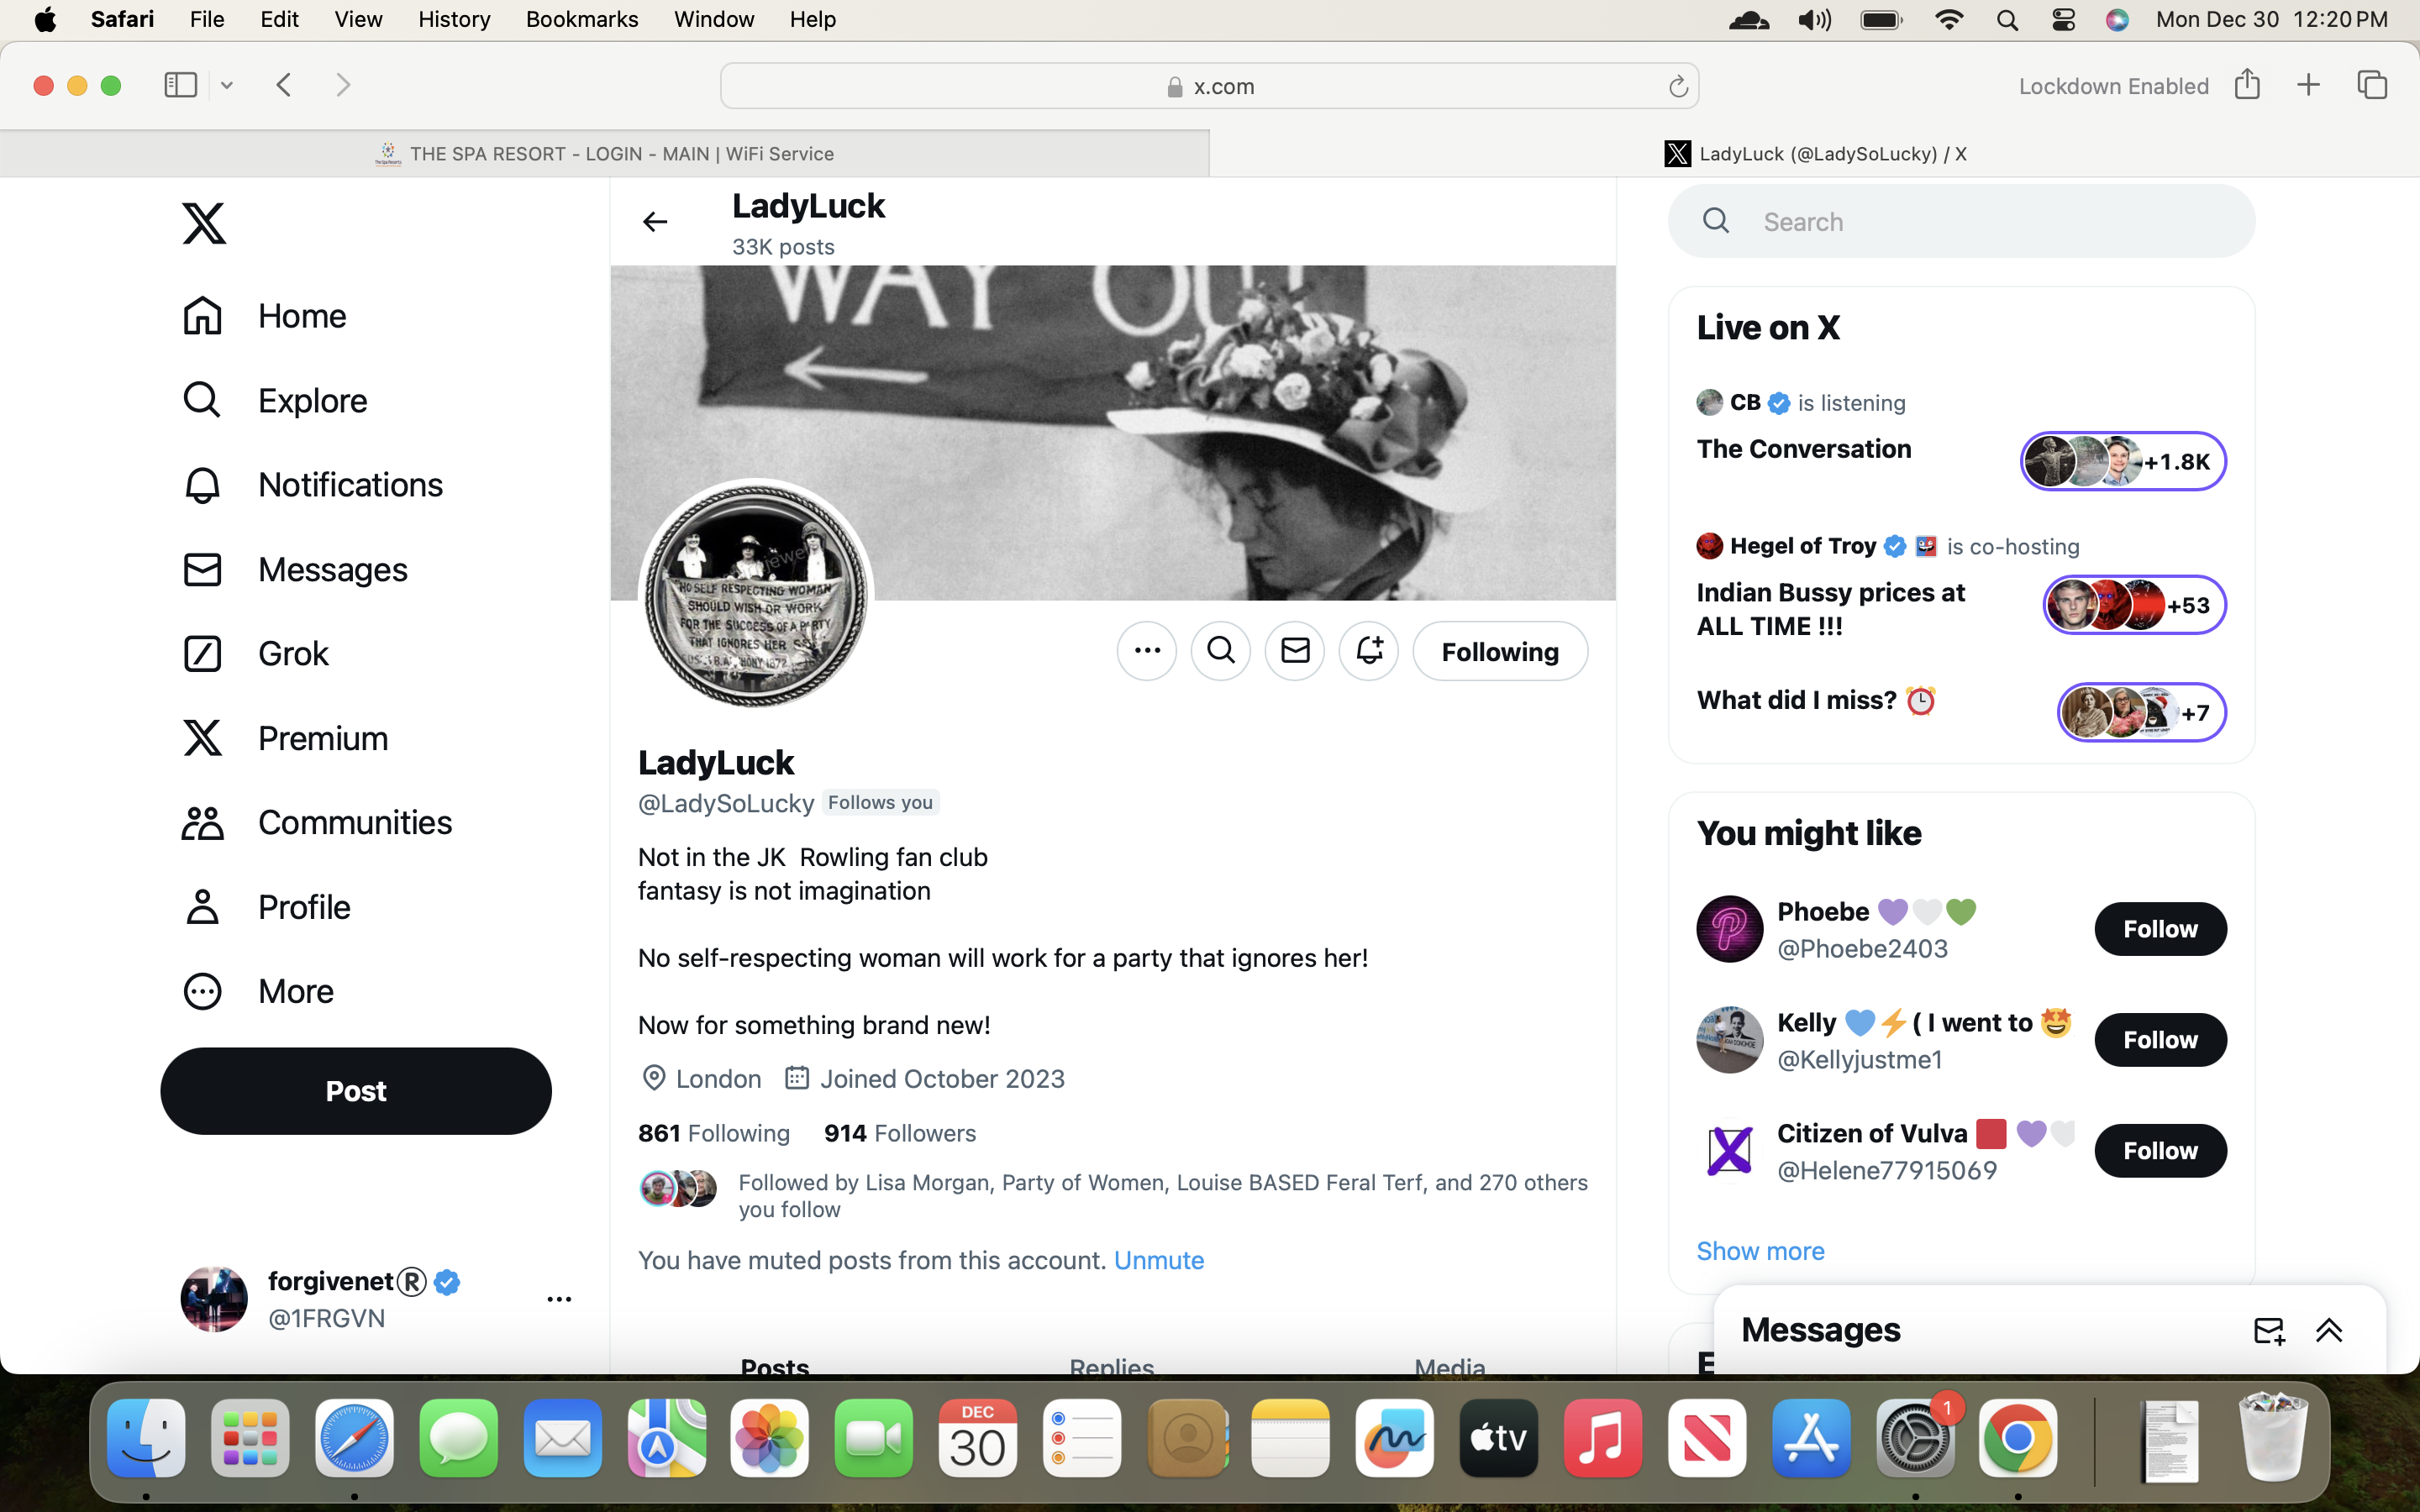 Safari File Edit View History Bookmarks Window Help
Mon Dec 30 12:20 PM
x.com
Lockdown Enabled
THE SPA RESORT - LOGIN - MAIN | WiFi Service
LadyLuck (@LadySoLucky) / X
Home
Explore
Notifications
Messages
Grok
Premium
Communities
Profile
More
Post
forgivenet® 
@1FRGVN
LadyLuck
33K posts
WAY OUT
NO SELF RESPECTING WOMAN
SHOULD WISH OR WORK
FOR THE SUCCESS OF A PARTY
THAT IGNORES HER SEX
Following
LadyLuck
@LadySoLucky Follows you
Not in the JK Rowling fan club
fantasy is not imagination
No self-respecting woman will work for a party that ignores her!
Now for something brand new!
London Joined October 2023
861 Following 914 Followers
Followed by Lisa Morgan, Party of Women, Louise BASED Feral Terf, and 270 others
you follow
You have muted posts from this account. Unmute
Posts Replies Media
Search
Live on X
CB is listening
The Conversation
+1.8K
Hegel of Troy is co-hosting
Indian Bussy prices at
ALL TIME !!!
+53
What did I miss? ⏰
+7
You might like
Phoebe 💜🤍💚
@Phoebe2403
Follow
Kelly 💙⚡( I went to 🤩
@Kellyjustme1
Follow
Citizen of Vulva 🟥 💜🤍
@Helene77915069
Follow
Show more
Messages
DEC
30
tv
1